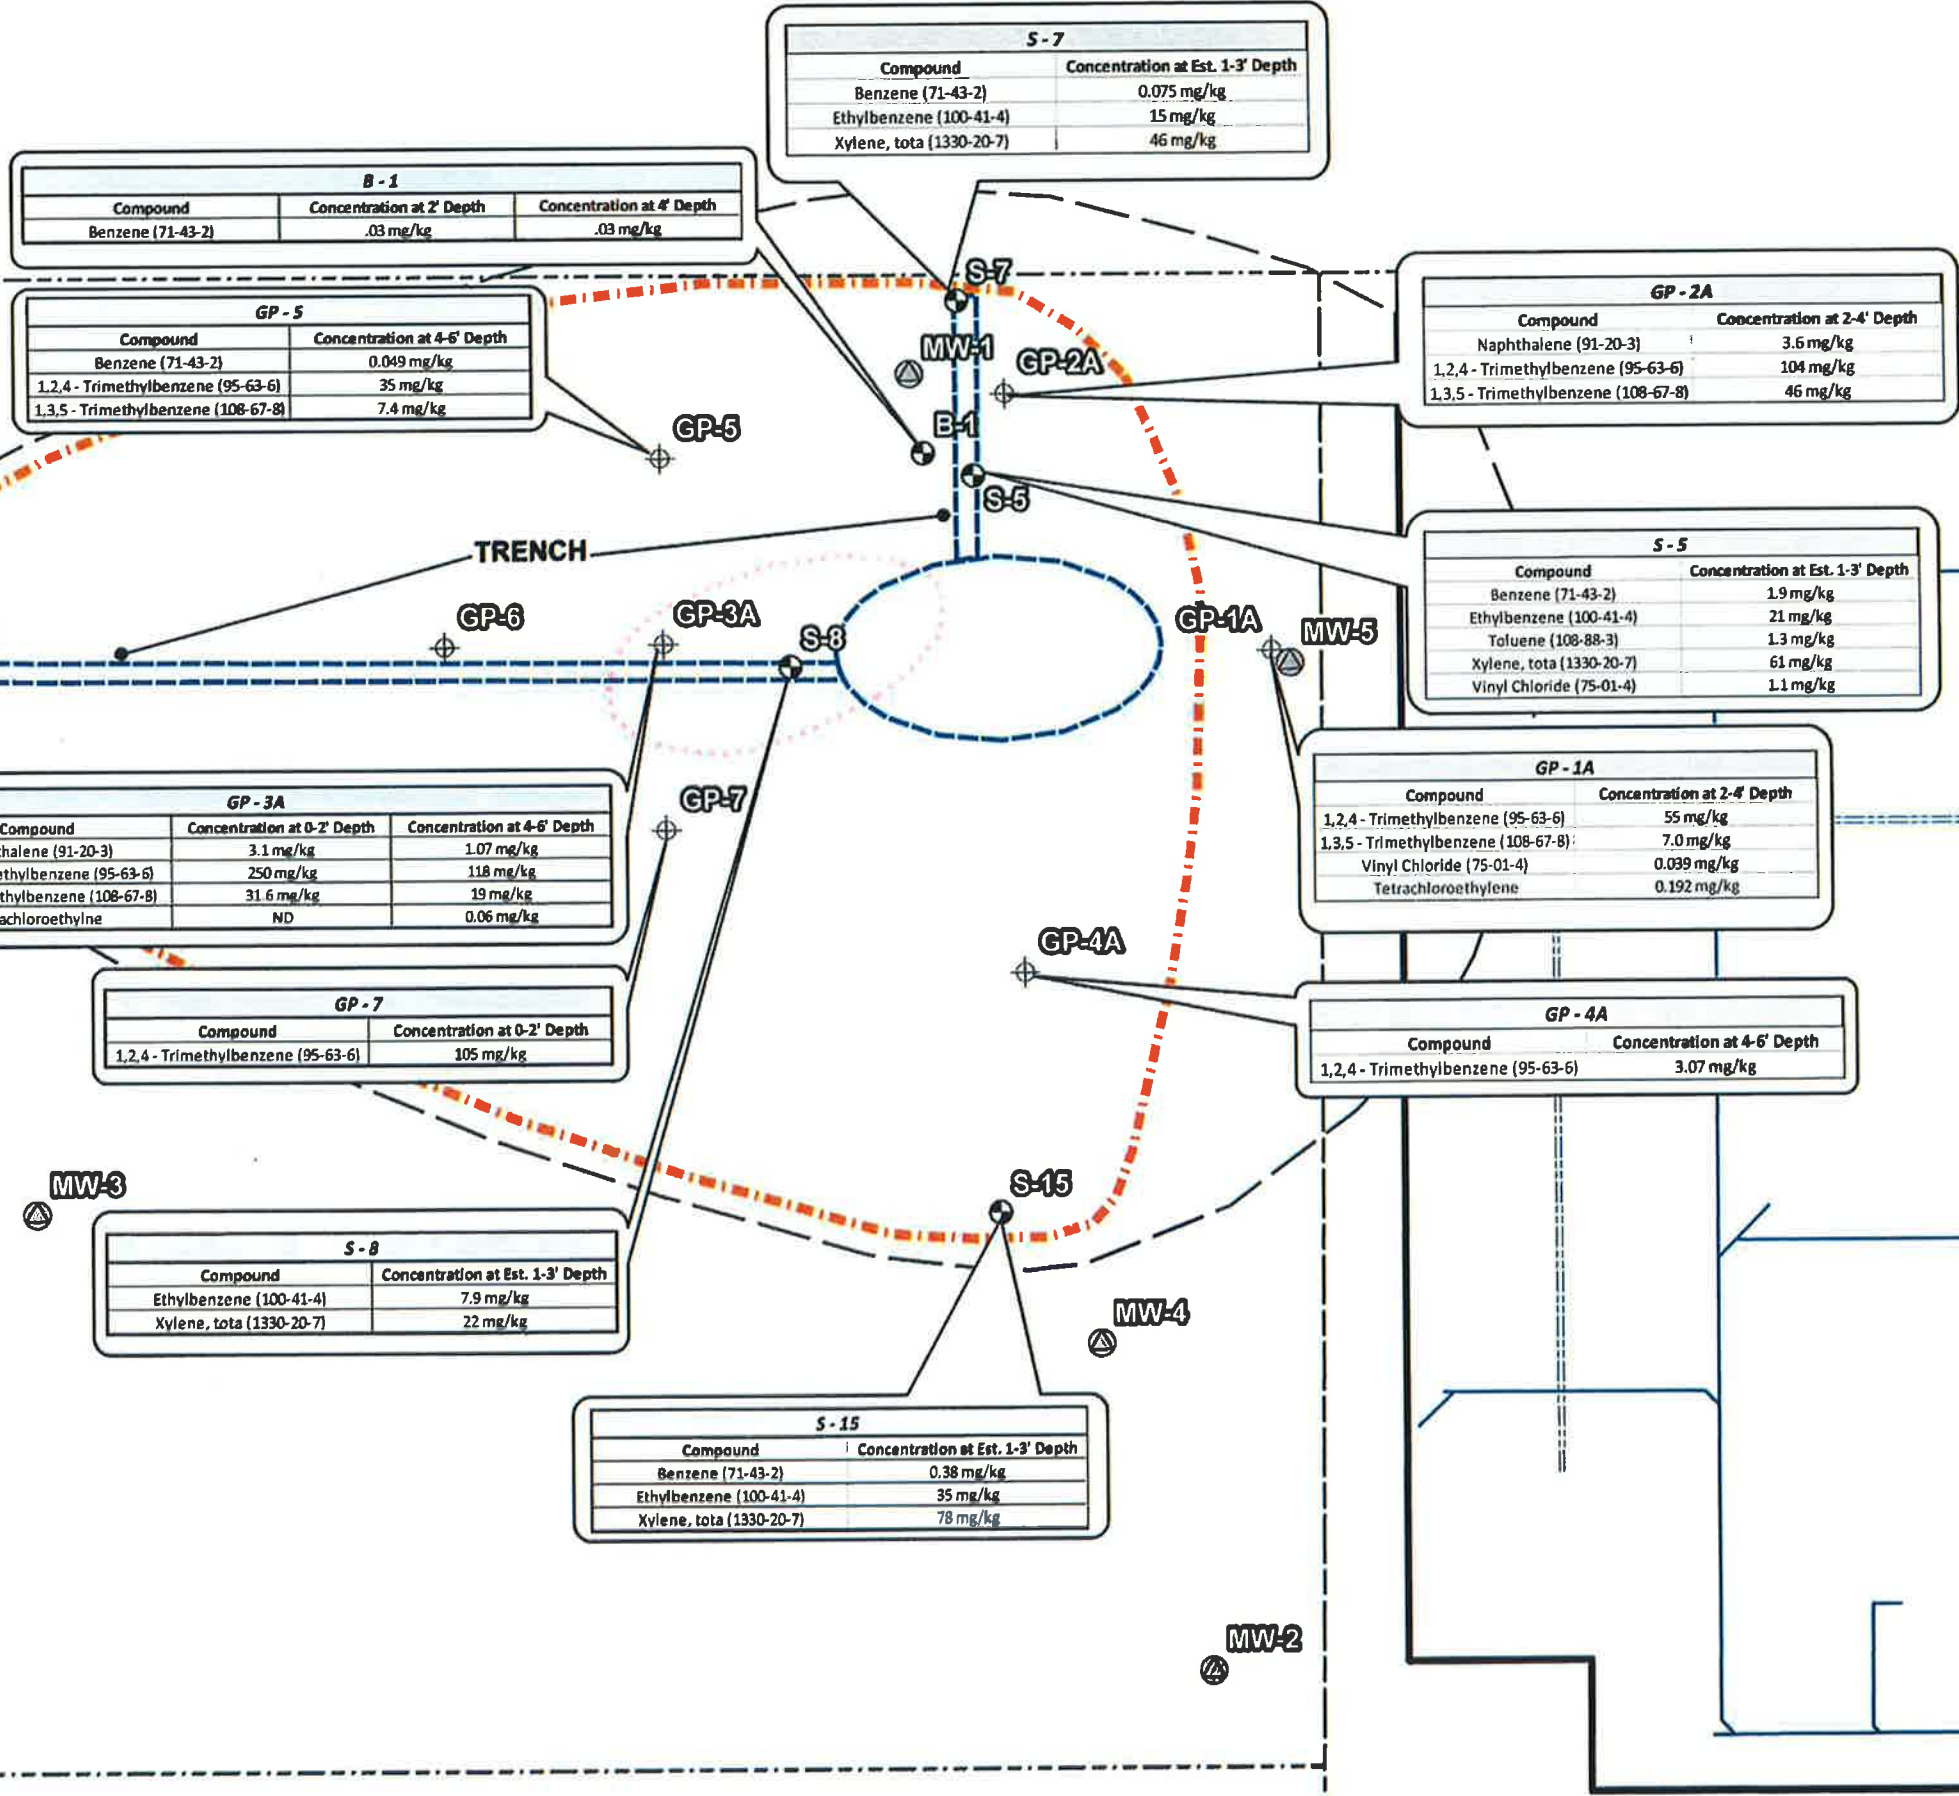 S - 7
Compound Concentration at Est. 1-3' Depth
Benzene (71-43-2) 0.075 mg/kg
Ethylbenzene (100-41-4) 15 mg/kg
Xylene, tota (1330-20-7) 46 mg/kg
B - 1
Compound Concentration at 2' Depth Concentration at 4' Depth
Benzene (71-43-2) .03 mg/kg .03 mg/kg
S-7
GP - 5
Compound Concentration at 4-6' Depth
Benzene (71-43-2) 0.049 mg/kg
1,2,4 - Trimethylbenzene (95-63-6) 35 mg/kg
1,3,5 - Trimethylbenzene (108-67-8) 7.4 mg/kg
GP - 2A
Compound Concentration at 2-4' Depth
Naphthalene (91-20-3) 3.6 mg/kg
1,2,4 - Trimethylbenzene (95-63-6) 104 mg/kg
1,3,5 - Trimethylbenzene (108-67-8) 46 mg/kg
MW-1
GP-2A
GP-5
B-1
S-5
TRENCH
S - 5
Compound Concentration at Est. 1-3' Depth
Benzene (71-43-2) 1.9 mg/kg
Ethylbenzene (100-41-4) 21 mg/kg
Toluene (108-88-3) 1.3 mg/kg
Xylene, tota (1330-20-7) 61 mg/kg
Vinyl Chloride (75-01-4) 1.1 mg/kg
GP-6
GP-3A
S-8
GP-1A
MW-5
GP - 1A
Compound Concentration at 2-4' Depth
1,2,4 - Trimethylbenzene (95-63-6) 55 mg/kg
1,3,5 - Trimethylbenzene (108-67-8) 7.0 mg/kg
Vinyl Chloride (75-01-4) 0.039 mg/kg
Tetrachloroethylene 0.192 mg/kg
GP - 3A
Compound Concentration at 0-2' Depth Concentration at 4-6' Depth
halene (91-20-3) 3.1 mg/kg 1.07 mg/kg
ethylbenzene (95-63-6) 250 mg/kg 118 mg/kg
thylbenzene (108-67-8) 31.6 mg/kg 19 mg/kg
achloroethylne ND 0.06 mg/kg
GP-7
GP-4A
GP - 7
Compound Concentration at 0-2' Depth
1,2,4 - Trimethylbenzene (95-63-6) 105 mg/kg
GP - 4A
Compound Concentration at 4-6' Depth
1,2,4 - Trimethylbenzene (95-63-6) 3.07 mg/kg
MW-3
S-15
S - 8
Compound Concentration at Est. 1-3' Depth
Ethylbenzene (100-41-4) 7.9 mg/kg
Xylene, tota (1330-20-7) 22 mg/kg
MW-4
S - 15
Compound Concentration at Est. 1-3' Depth
Benzene (71-43-2) 0.38 mg/kg
Ethylbenzene (100-41-4) 35 mg/kg
Xylene, tota (1330-20-7) 78 mg/kg
MW-2